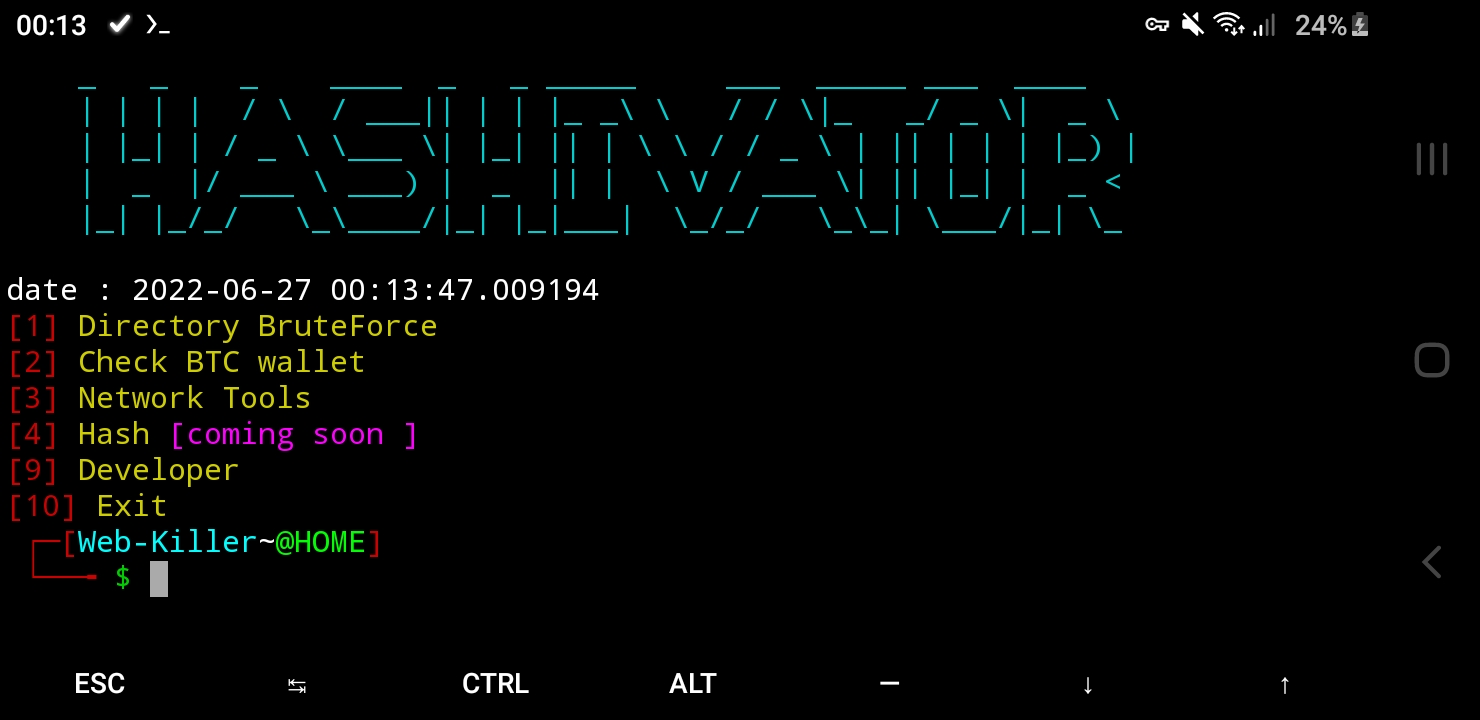 00:13 24%
HASHIVATOR
date : 2022-06-27 00:13:47.009194
[1] Directory BruteForce
[2] Check BTC wallet
[3] Network Tools
[4] Hash [coming soon ]
[9] Developer
[10] Exit
[Web-Killer~@HOME]
$
ESC CTRL ALT — ↓ ↑